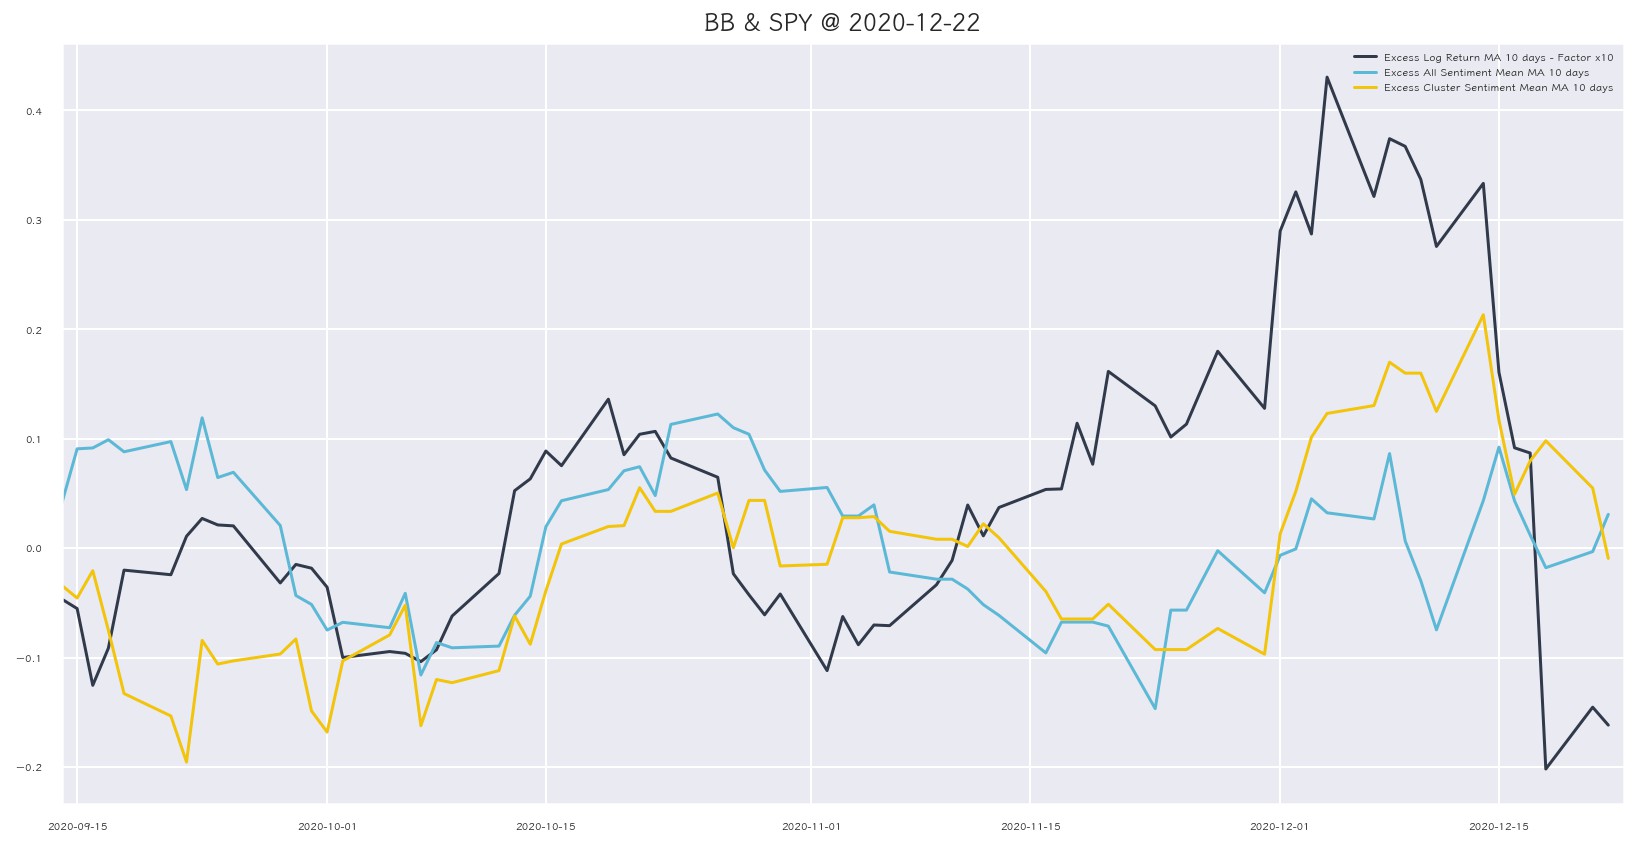 BB & SPY @ 2020-12-22
Excess Log Return MA 10 days - Factor x10
Excess All Sentiment Mean MA 10 days
Excess Cluster Sentiment Mean MA 10 days
0.4
0.3
0.2
0.1
0.0
−0.1
−0.2
2020-09-15 2020-10-01 2020-10-15 2020-11-01 2020-11-15 2020-12-01 2020-12-15